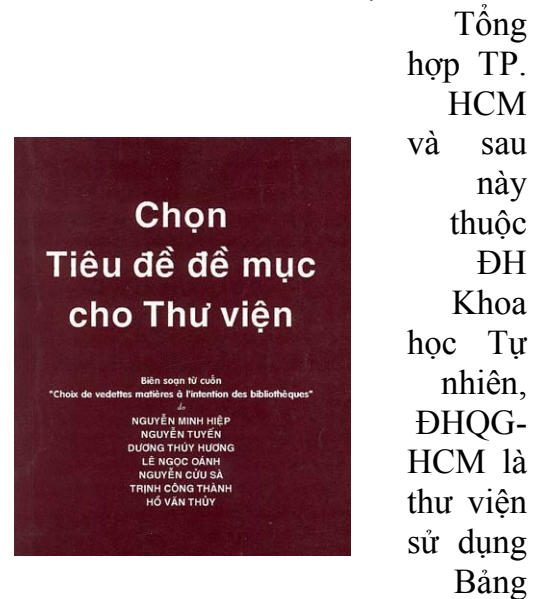 Tổng
hợp TP.
HCM
và sau
này
thuộc
ĐH
Khoa
học Tự
nhiên,
ĐHQG-
HCM là
thư viện
sử dụng
Bảng
Chọn
Tiêu đề đề mục
cho Thư viện
Biên soạn từ cuốn
"Choix de vedettes matières à l'intention des bibliothèques"
do
NGUYỄN MINH HIỆP
NGUYỄN TUYẾN
DƯƠNG THÚY HƯƠNG
LÊ NGỌC OÁNH
NGUYỄN CỬU SÀ
TRỊNH CÔNG THÀNH
HỒ VĂN THỦY